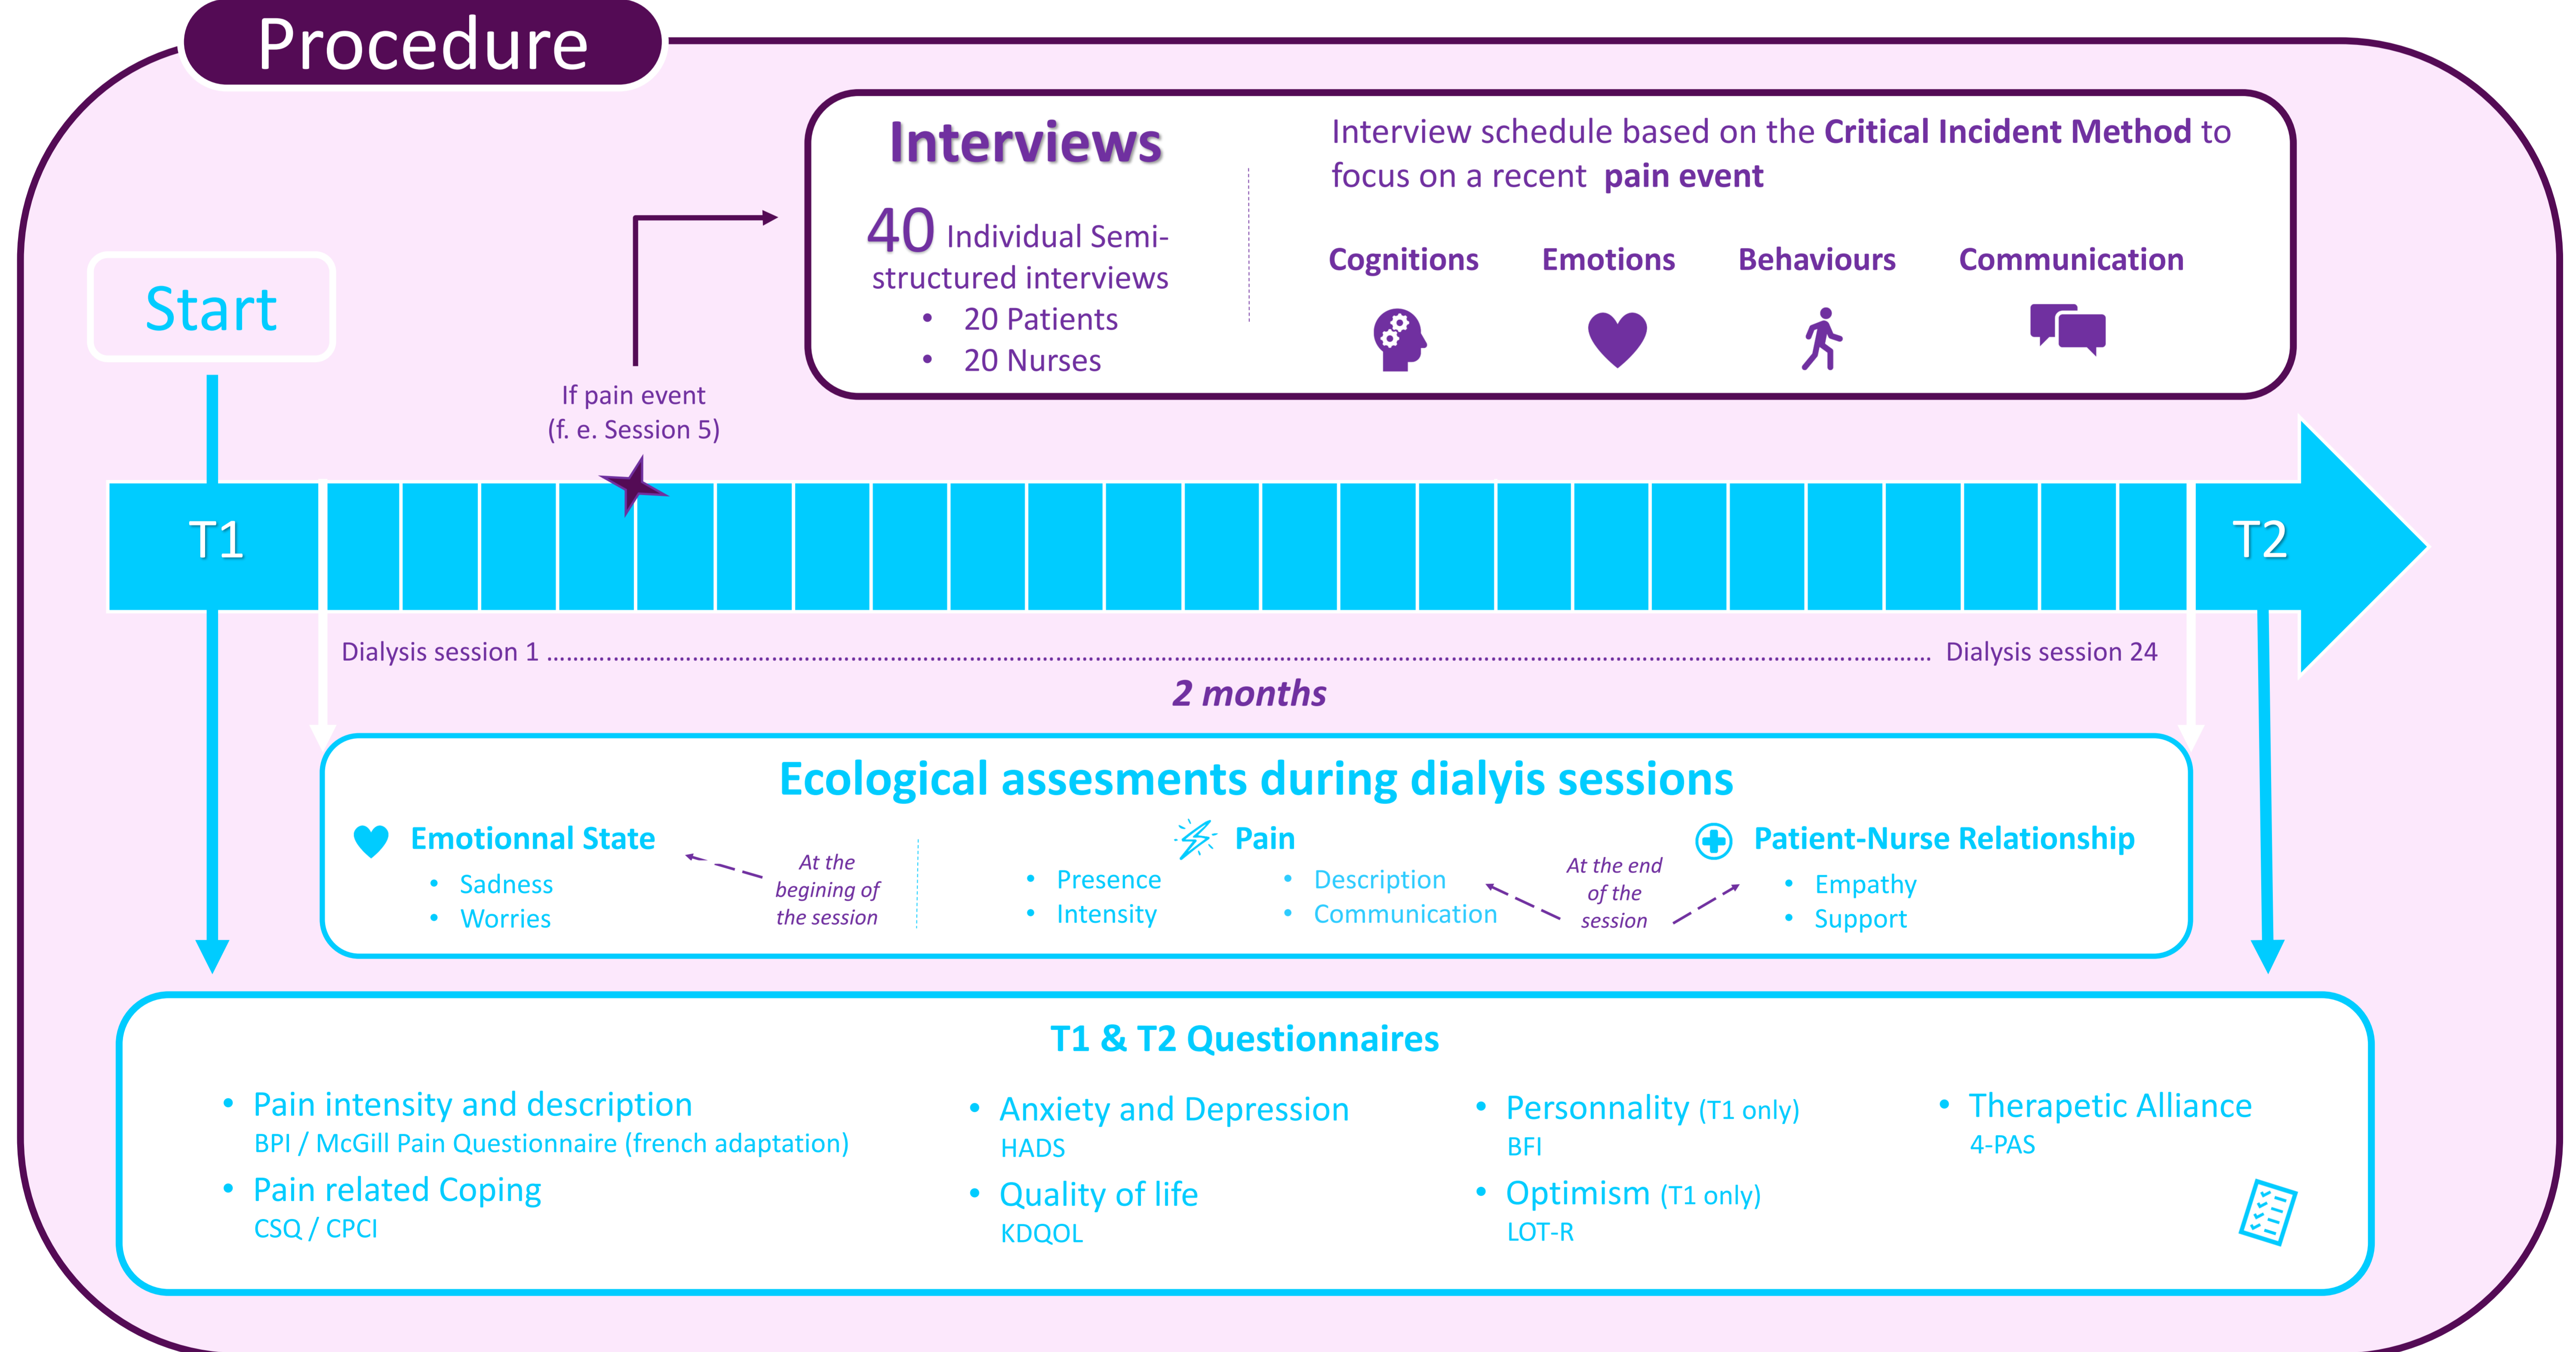 Procedure
Interviews
40 Individual Semi-
structured interviews
• 20 Patients
• 20 Nurses
Interview schedule based on the Critical Incident Method to
focus on a recent pain event
Cognitions
Emotions
Behaviours
Communication
Start
If pain event
(f. e. Session 5)
T1
T2
Dialysis session 1 ........................ Dialysis session 24
2 months
Ecological assesments during dialyis sessions
Emotionnal State
• Sadness
• Worries
At the
begining of
the session
Pain
• Presence
• Intensity
• Description
• Communication
At the end
of the
session
Patient-Nurse Relationship
• Empathy
• Support
T1 & T2 Questionnaires
• Pain intensity and description
BPI / McGill Pain Questionnaire (french adaptation)
• Pain related Coping
CSQ / CPCI
• Anxiety and Depression
HADS
• Quality of life
KDQOL
• Personnality (T1 only)
BFI
• Optimism (T1 only)
LOT-R
• Therapetic Alliance
4-PAS